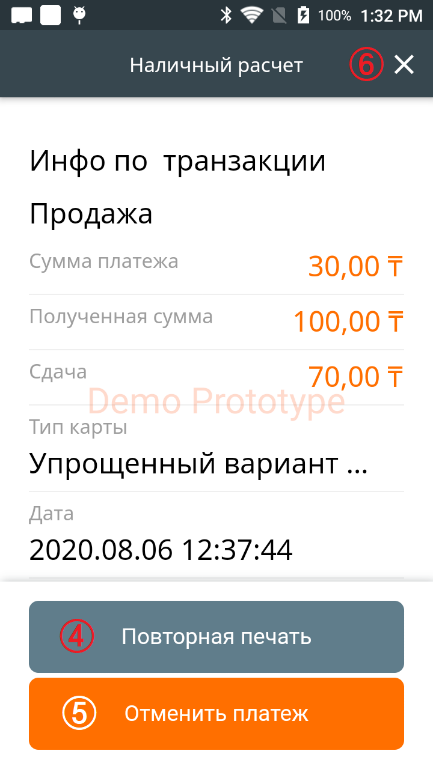 100% 1:32 PM
Наличный расчет ⑥
Инфо по транзакции
Продажа
Сумма платежа 30,00 ₸
Полученная сумма 100,00 ₸
Сдача 70,00 ₸
Demo Prototype
Тип карты
Упрощенный вариант ...
Дата
2020.08.06 12:37:44
④ Повторная печать
⑤ Отменить платеж